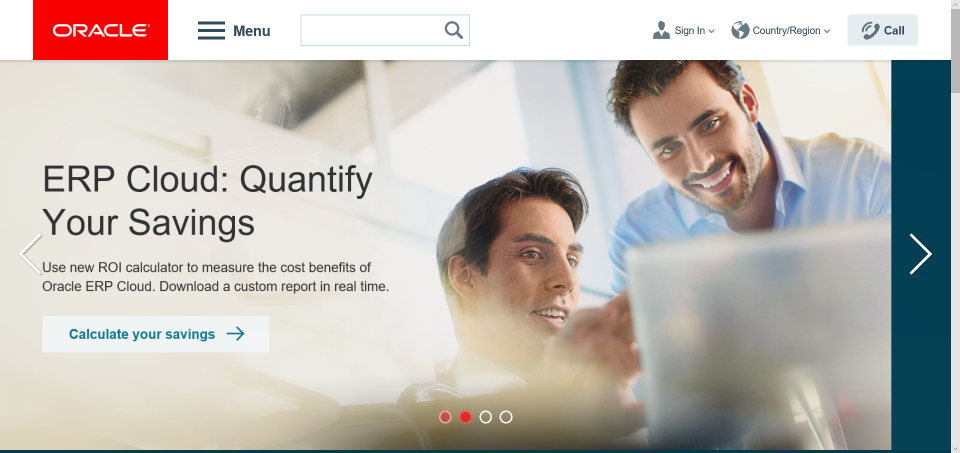 ORACLE
Menu
Sign In
Country/Region
Call
ERP Cloud: Quantify
Your Savings
Use new ROI calculator to measure the cost benefits of
Oracle ERP Cloud. Download a custom report in real time.
Calculate your savings